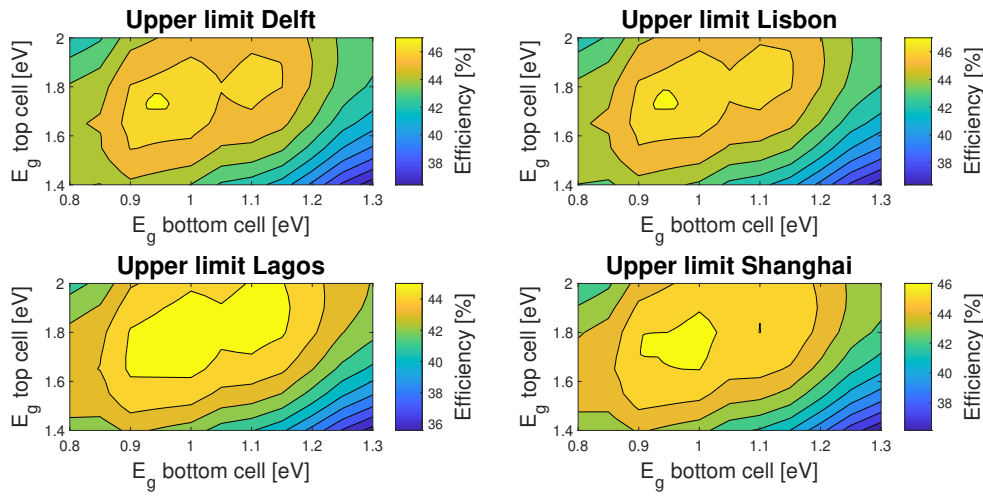 Upper limit Delft
E_g top cell [eV]
2
1.8
1.6
1.4
0.8 0.9 1 1.1 1.2 1.3
E_g bottom cell [eV]
46
44
42
40
38
Efficiency [%]
Upper limit Lisbon
E_g top cell [eV]
2
1.8
1.6
1.4
0.8 0.9 1 1.1 1.2 1.3
E_g bottom cell [eV]
46
44
42
40
38
Efficiency [%]
Upper limit Lagos
E_g top cell [eV]
2
1.8
1.6
1.4
0.8 0.9 1 1.1 1.2 1.3
E_g bottom cell [eV]
44
42
40
38
36
Efficiency [%]
Upper limit Shanghai
E_g top cell [eV]
2
1.8
1.6
1.4
0.8 0.9 1 1.1 1.2 1.3
E_g bottom cell [eV]
46
44
42
40
38
Efficiency [%]